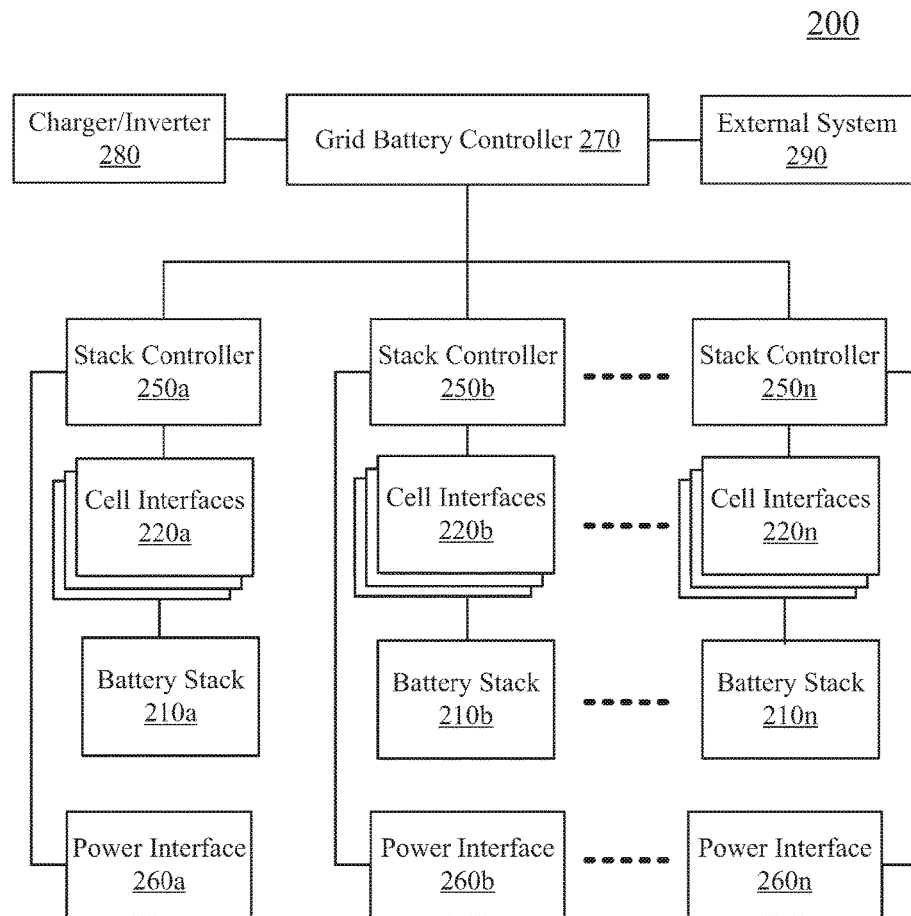 200
Charger/Inverter
280
Grid Battery Controller 270
External System
290
Stack Controller
250a
Stack Controller
250b
Stack Controller
250n
Cell Interfaces
220a
Cell Interfaces
220b
Cell Interfaces
220n
Battery Stack
210a
Battery Stack
210b
Battery Stack
210n
Power Interface
260a
Power Interface
260b
Power Interface
260n